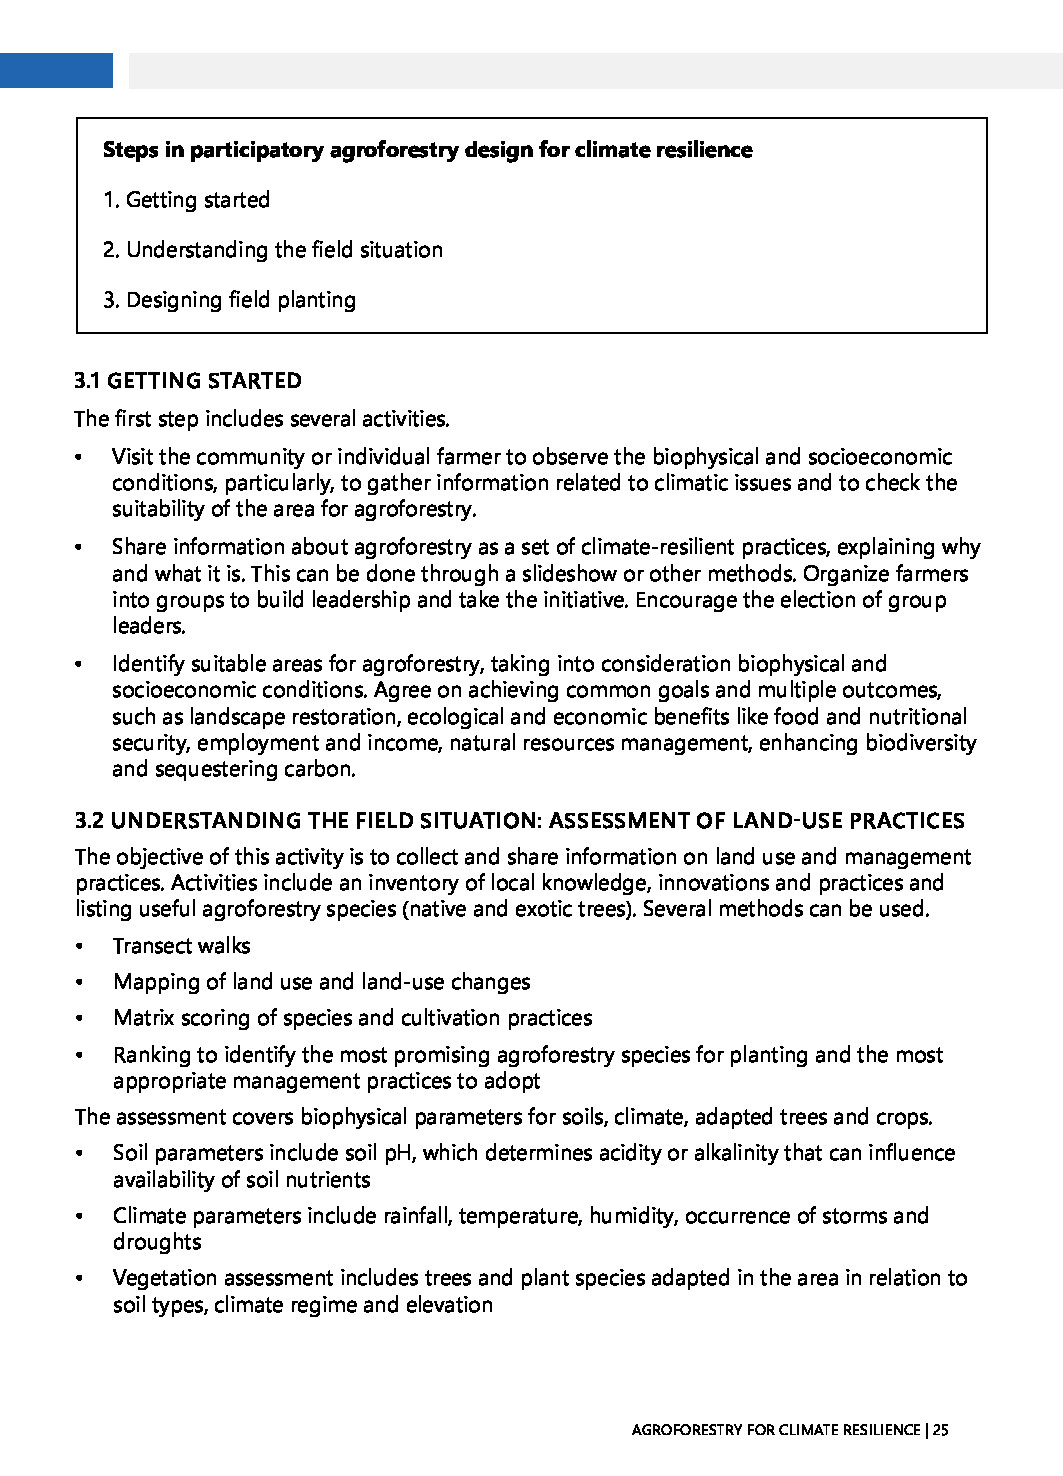 Steps in participatory agroforestry design for climate resilience
1. Getting started
2. Understanding the field situation
3. Designing field planting
3.1 GETTING STARTED
The first step includes several activities.
• Visit the community or individual farmer to observe the biophysical and socioeconomic
conditions, particularly, to gather information related to climatic issues and to check the
suitability of the area for agroforestry.
• Share information about agroforestry as a set of climate-resilient practices, explaining why
and what it is. This can be done through a slideshow or other methods. Organize farmers
into groups to build leadership and take the initiative. Encourage the election of group
leaders.
• Identify suitable areas for agroforestry, taking into consideration biophysical and
socioeconomic conditions. Agree on achieving common goals and multiple outcomes,
such as landscape restoration, ecological and economic benefits like food and nutritional
security, employment and income, natural resources management, enhancing biodiversity
and sequestering carbon.
3.2 UNDERSTANDING THE FIELD SITUATION: ASSESSMENT OF LAND-USE PRACTICES
The objective of this activity is to collect and share information on land use and management
practices. Activities include an inventory of local knowledge, innovations and practices and
listing useful agroforestry species (native and exotic trees). Several methods can be used.
• Transect walks
• Mapping of land use and land-use changes
• Matrix scoring of species and cultivation practices
• Ranking to identify the most promising agroforestry species for planting and the most
appropriate management practices to adopt
The assessment covers biophysical parameters for soils, climate, adapted trees and crops.
• Soil parameters include soil pH, which determines acidity or alkalinity that can influence
availability of soil nutrients
• Climate parameters include rainfall, temperature, humidity, occurrence of storms and
droughts
• Vegetation assessment includes trees and plant species adapted in the area in relation to
soil types, climate regime and elevation
AGROFORESTRY FOR CLIMATE RESILIENCE | 25